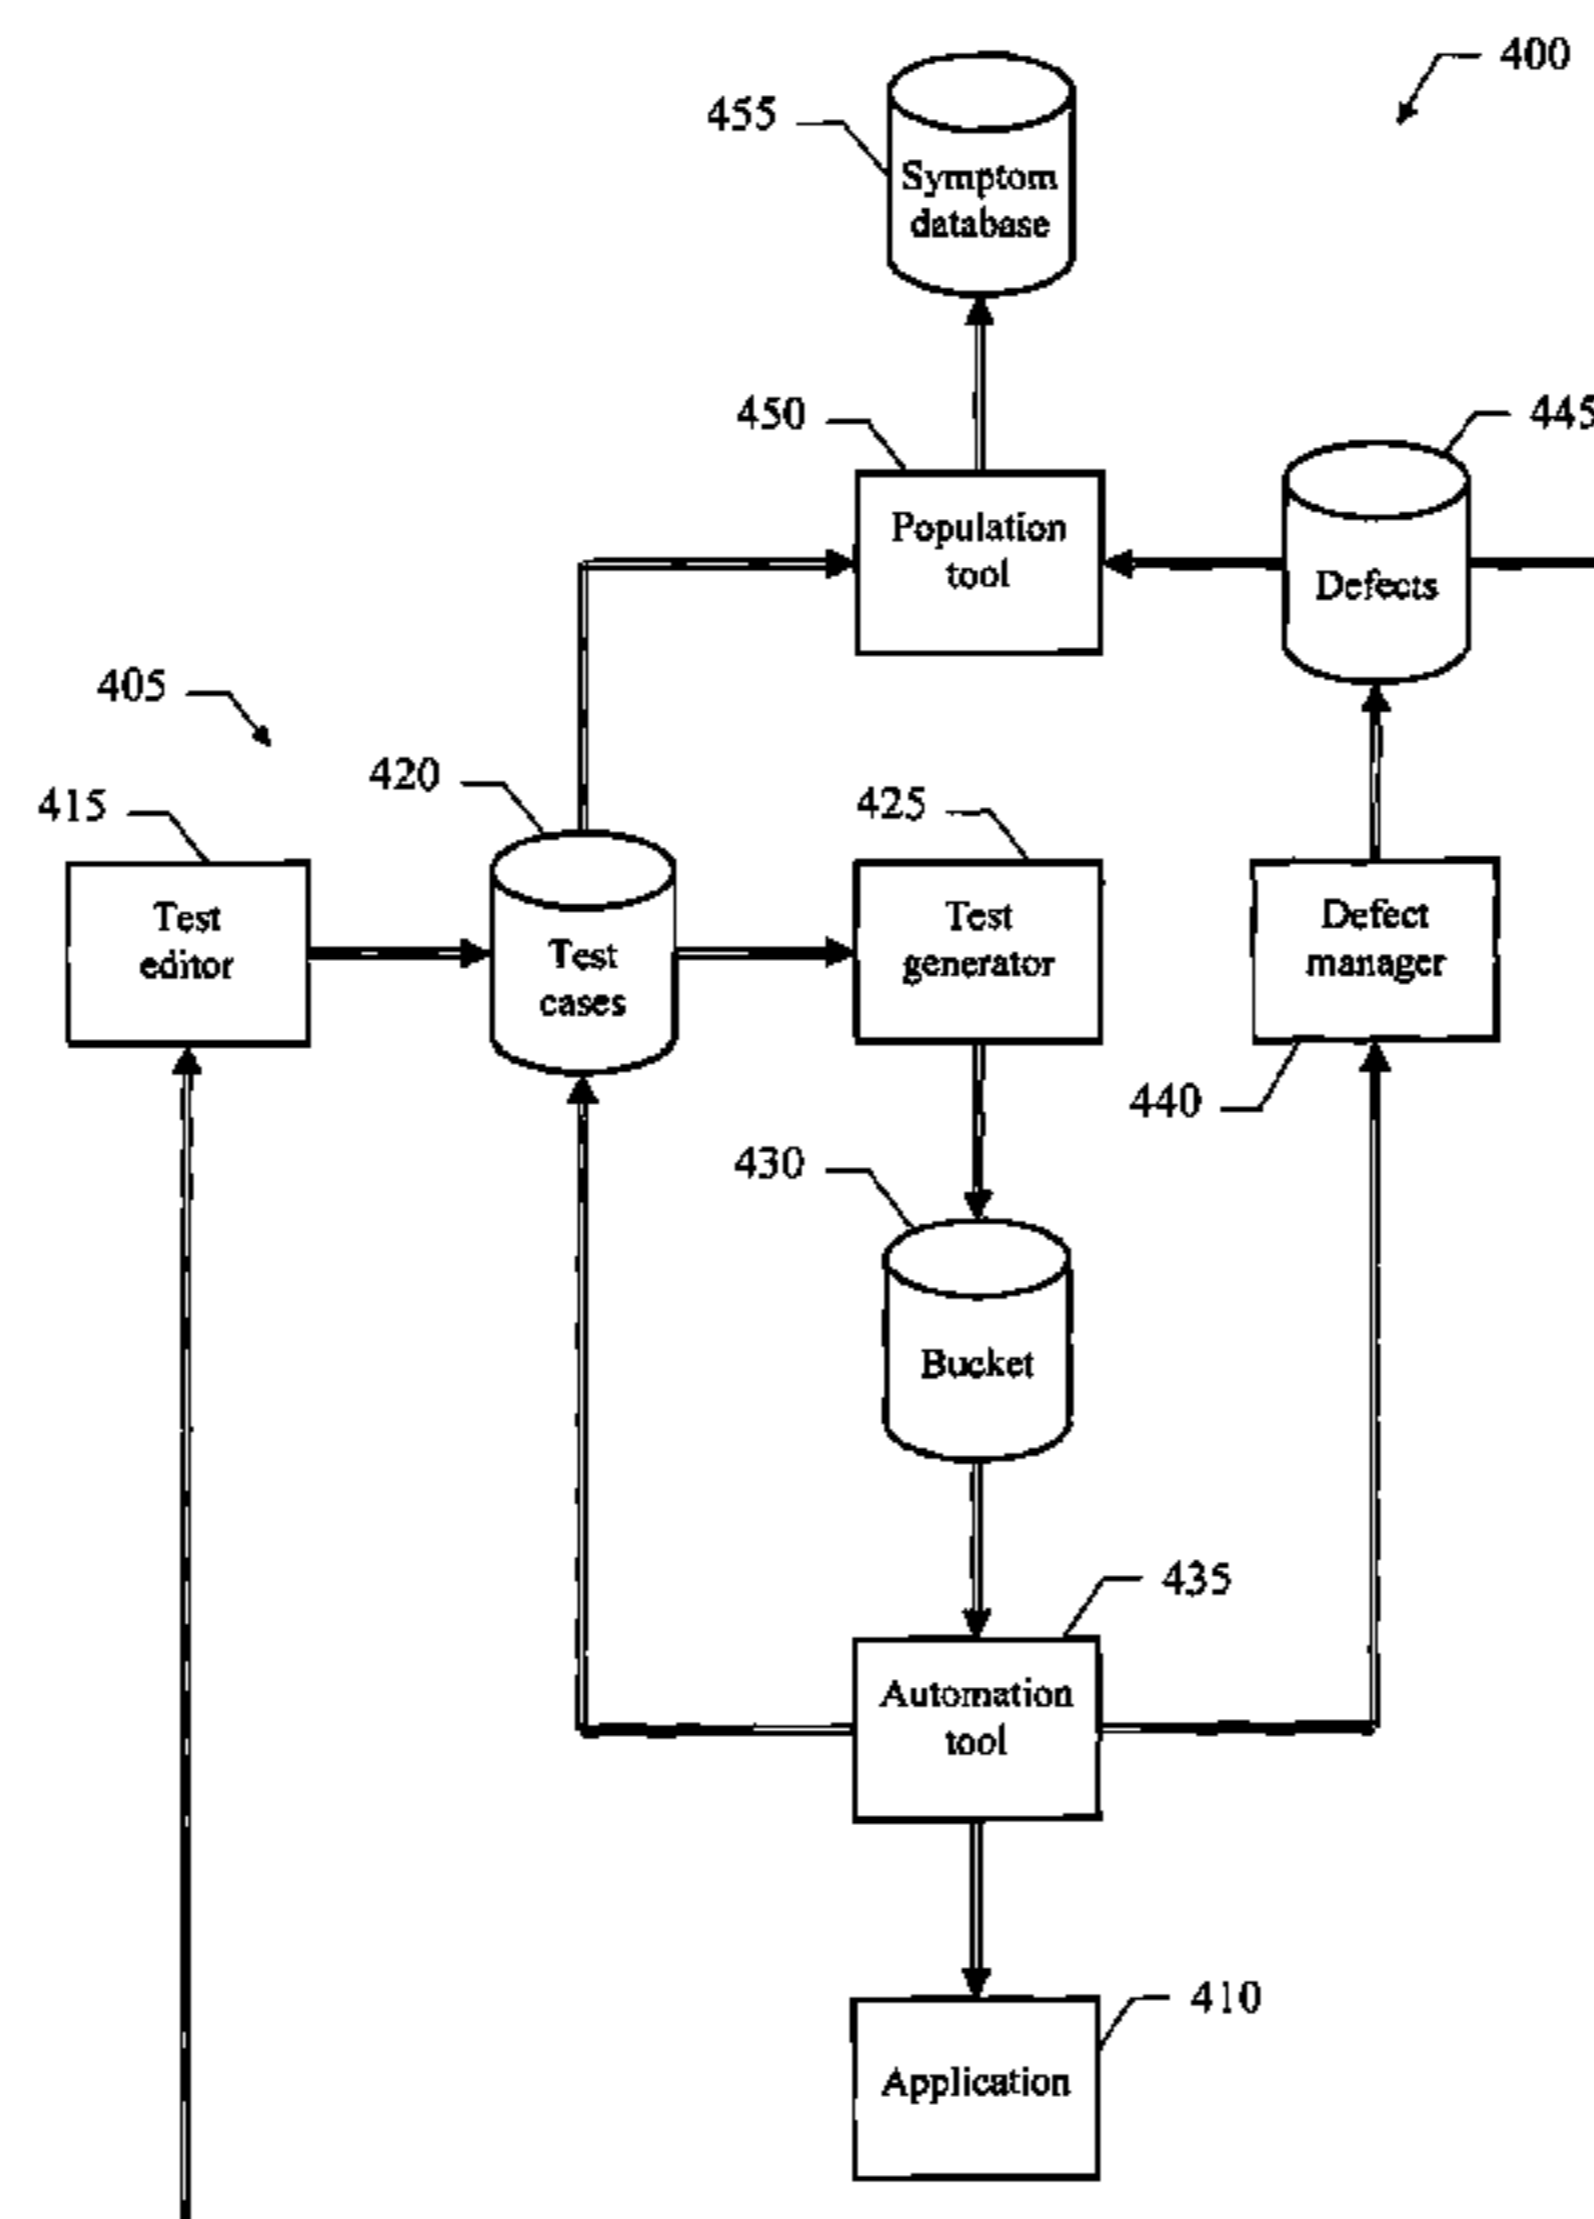 400
455
Symptom
database
450
445
Population
tool
Defects
405
420
415
425
Test
editor
Test
cases
Test
generator
Defect
manager
440
430
Bucket
435
Automation
tool
410
Application